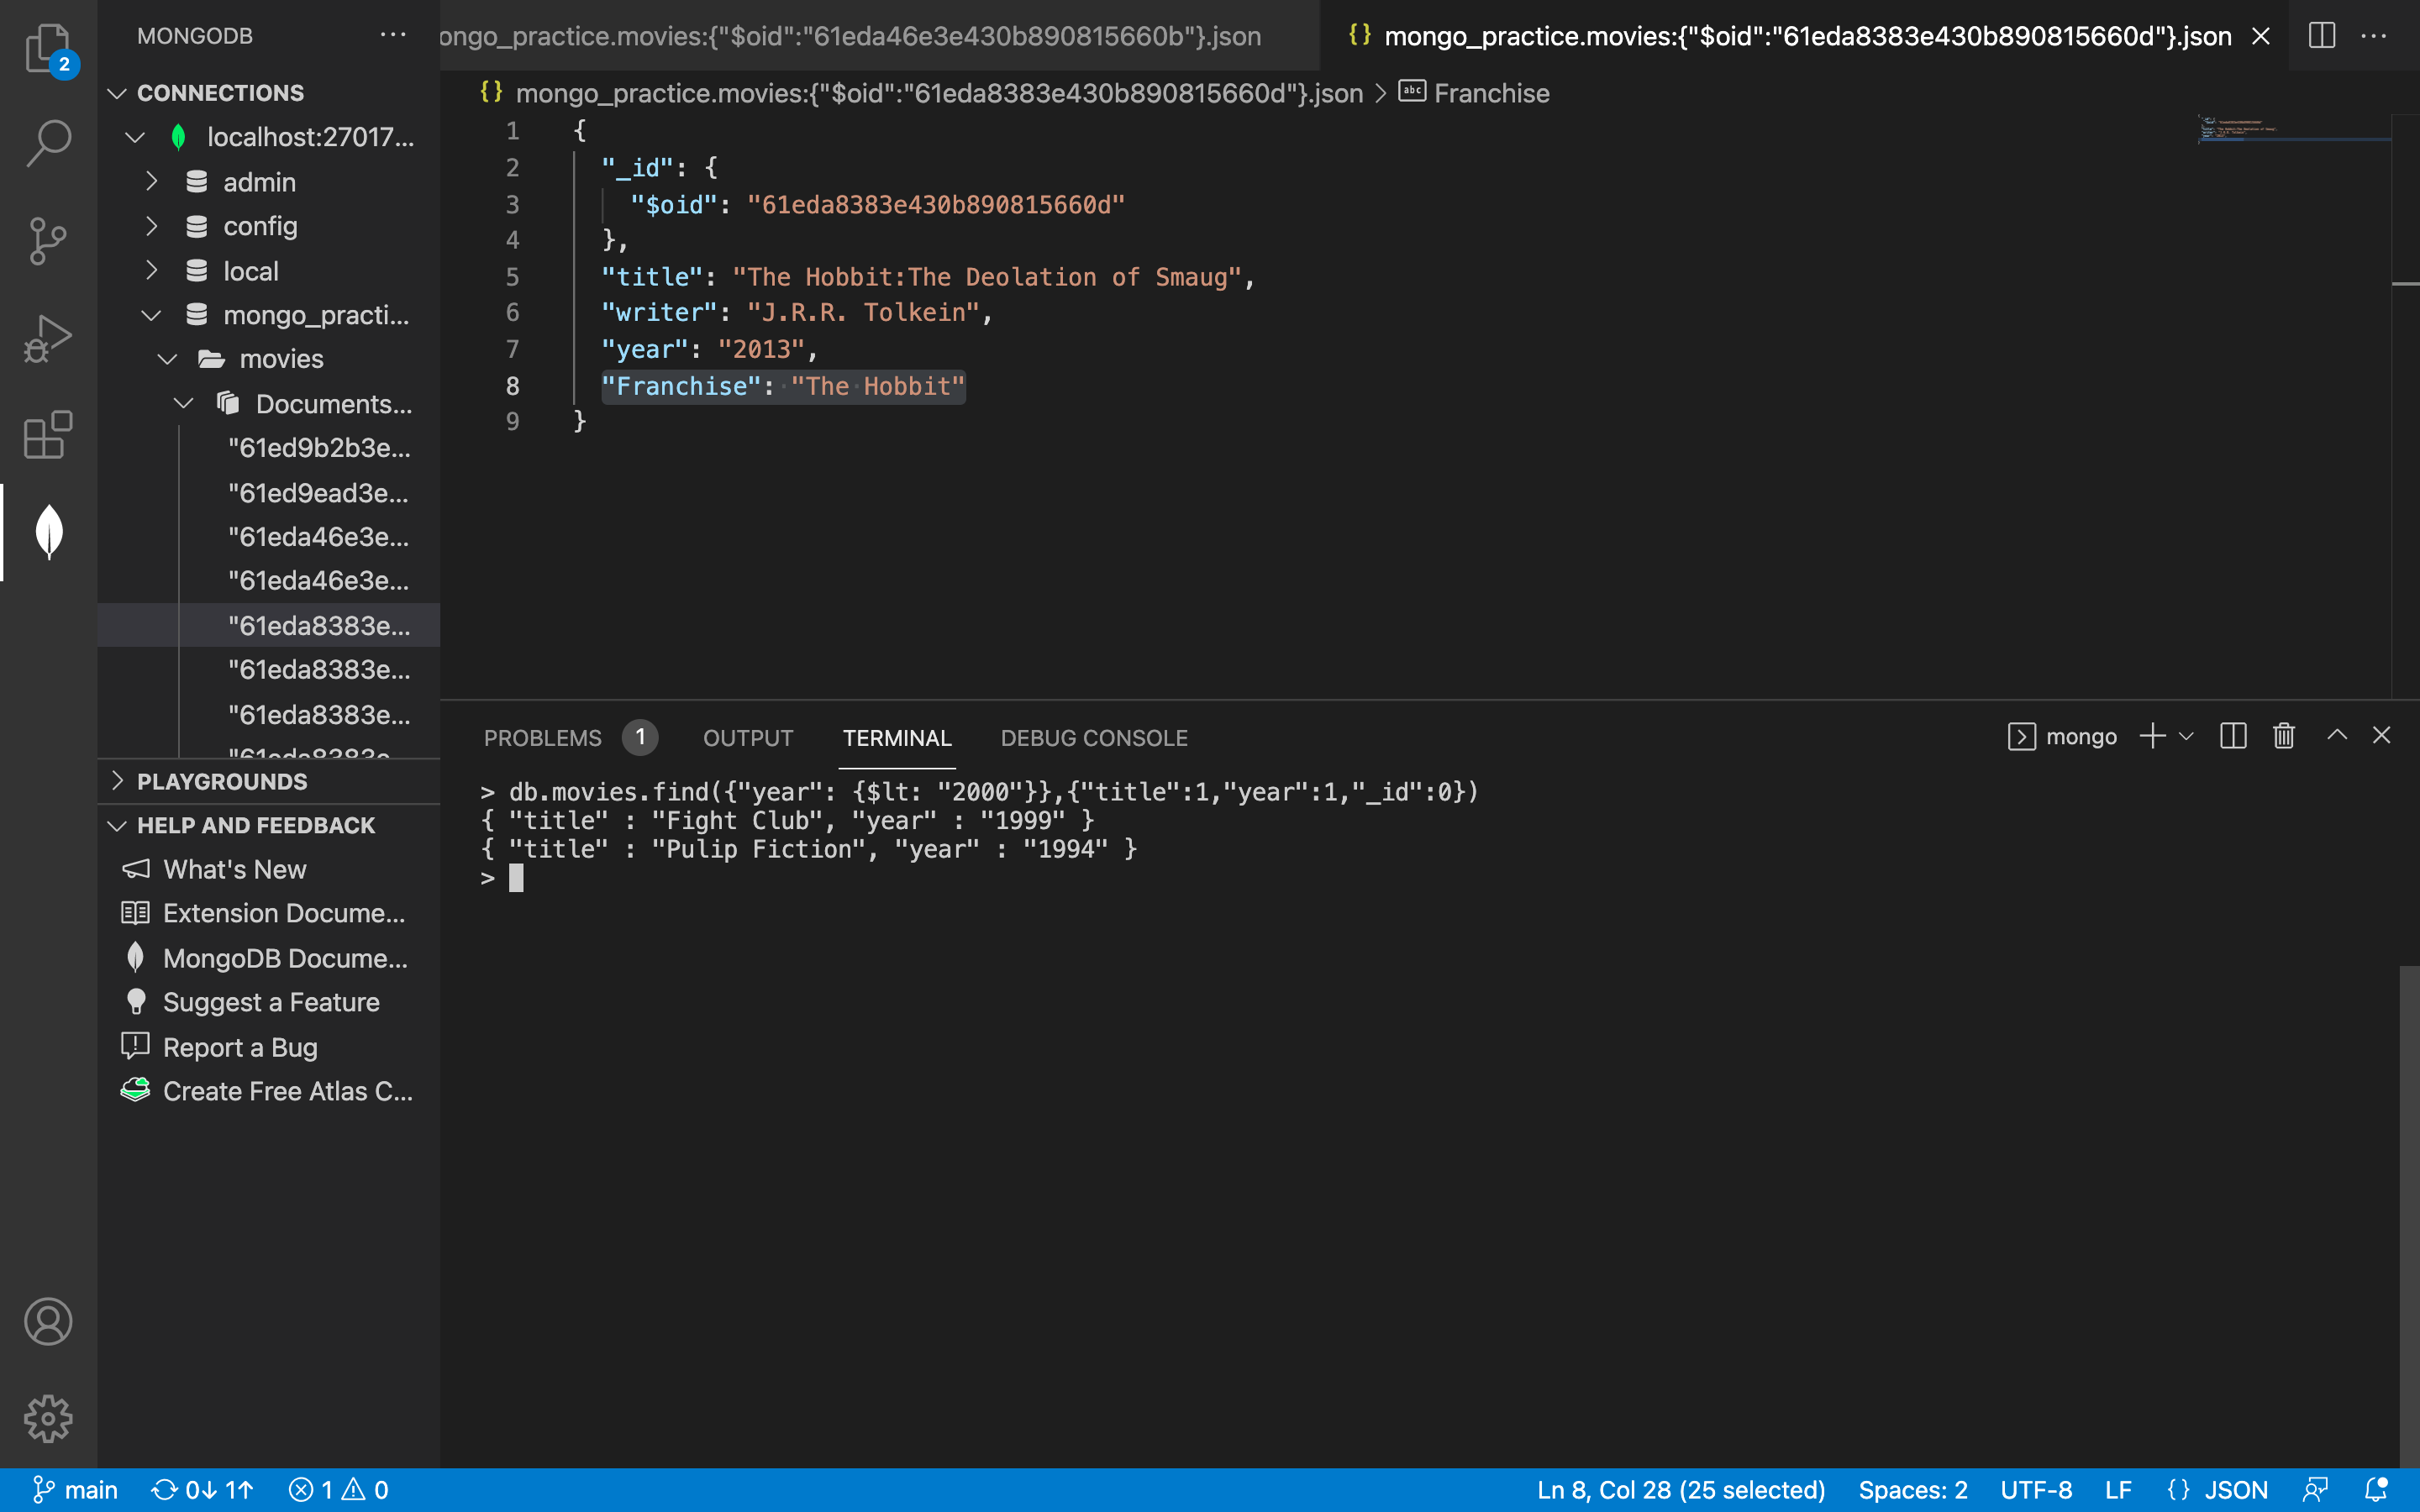 MONGODB
CONNECTIONS
localhost:27017...
admin
config
local
mongo_practi...
movies
Documents...
"61ed9b2b3e...
"61ed9ead3e...
"61eda46e3e...
"61eda46e3e...
"61eda8383e...
"61eda8383e...
"61eda8383e...
"61eda8383e
PLAYGROUNDS
HELP AND FEEDBACK
What's New
Extension Docume...
MongoDB Docume...
Suggest a Feature
Report a Bug
Create Free Atlas C...
2
ongo_practice.movies:{"$oid":"61eda46e3e430b890815660b"}.json
{} mongo_practice.movies:{"$oid":"61eda8383e430b890815660d"}.json
{} mongo_practice.movies:{"$oid":"61eda8383e430b890815660d"}.json > abc Franchise
1 {
2 "_id": {
3 "$oid": "61eda8383e430b890815660d"
4 },
5 "title": "The Hobbit:The Deolation of Smaug",
6 "writer": "J.R.R. Tolkein",
7 "year": "2013",
8 "Franchise": "The Hobbit"
9 }
PROBLEMS 1 OUTPUT TERMINAL DEBUG CONSOLE
mongo
> db.movies.find({"year": {$lt: "2000"}},{"title":1,"year":1,"_id":0})
{ "title" : "Fight Club", "year" : "1999" }
{ "title" : "Pulip Fiction", "year" : "1994" }
>
main 0↓ 1↑ 1 0
Ln 8, Col 28 (25 selected) Spaces: 2 UTF-8 LF {} JSON